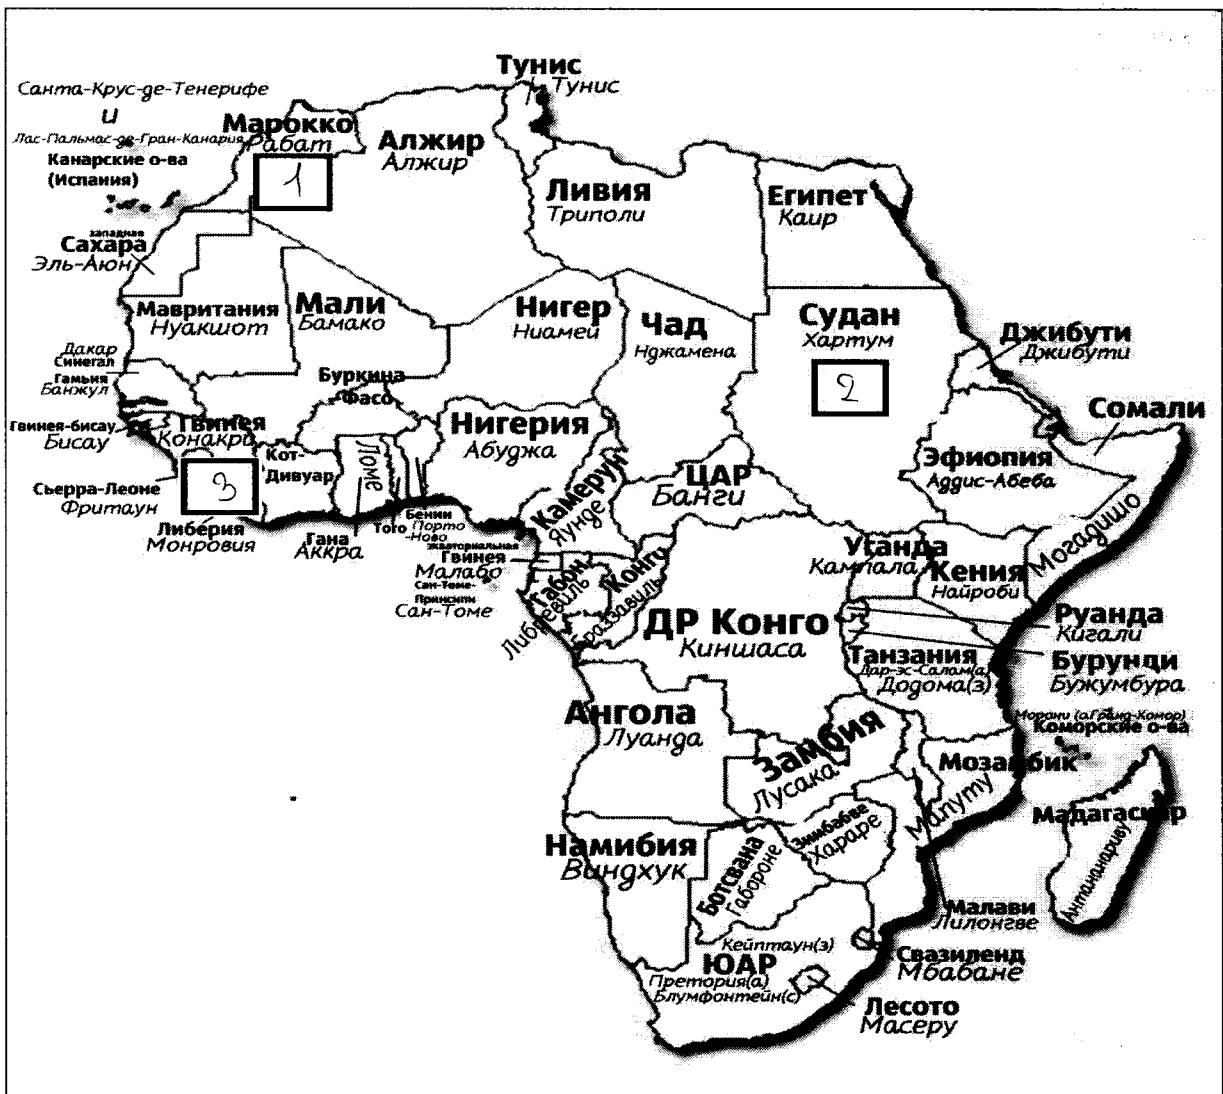 Тунис
Тунис
Санта-Крус-де-Тенерифе
и
Лас-Пальмас-де-Гран-Канария
Канарские о-ва
(Испания)
Марокко
Рабат
1
Алжир
Алжир
Ливия
Триполи
Египет
Каир
западная
Сахара
Эль-Аюн
Мавритания
Нуакшот
Мали
Бамако
Нигер
Ниамей
Чад
Нджамена
Судан
Хартум
2
Джибути
Джибути
Дакар
Синегал
Гамьия
Банжул
Гвинея-бисау
Бисау
Гвинея
Конакри
3
Буркина
Фасо
Кот-
Дивуар
Ломе
Нигерия
Абуджа
Сомали
Эфиопия
Аддис-Абеба
Могадишо
ЦАР
Банги
Камерун
Яунде
Сьерра-Леоне
Фритаун
Либерия
Монровия
Гана
Аккра
Того
Бенин
Порто
-Ново
экваториальная
Гвинея
Малабо
Сан-Томе-
Принсипи
Сан-Томе
Габон
Либревиль
Конго
Браззавиль
ДР Конго
Киншаса
Уганда
Кампала
Кения
Найроби
Руанда
Кигали
Бурунди
Бужумбура
Танзания
Дар-эс-Салам(а)
Додома(з)
Морони (о.Гранд-Комор)
Коморские о-ва
Ангола
Луанда
Замбия
Лусака
Мозамбик
Мапуту
Мадагаскар
Антананариву
Намибия
Виндхук
Ботсвана
Габороне
Зимбабве
Хараре
Малави
Лилонгве
Кейптаун(з)
ЮАР
Претория(а)
Блумфонтейн(с)
Свазиленд
Мбабане
Лесото
Масеру